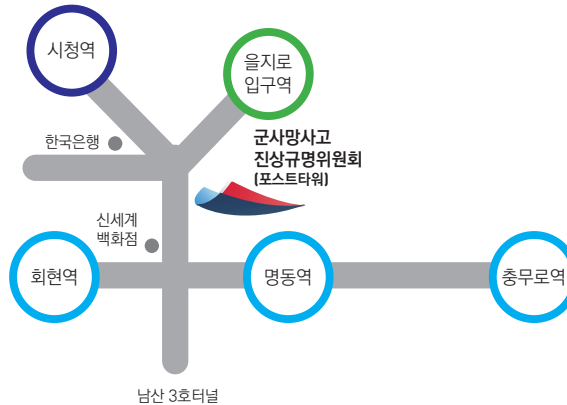 시청역
을지로
입구역
한국은행
군사망사고
진상규명위원회
(포스트타워)
신세계
백화점
회현역
명동역
충무로역
남산 3호터널